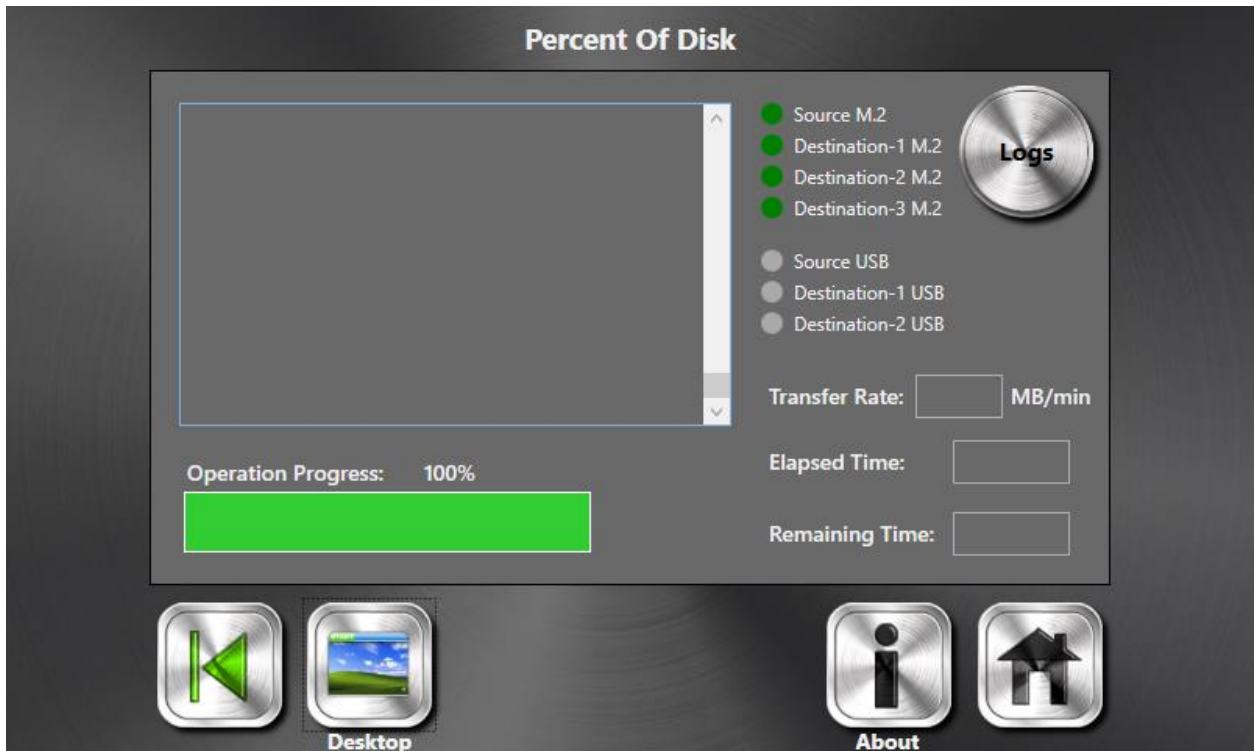 Percent Of Disk
Source M.2
Destination-1 M.2
Destination-2 M.2
Destination-3 M.2
Logs
Source USB
Destination-1 USB
Destination-2 USB
Transfer Rate: MB/min
Elapsed Time:
Remaining Time:
Operation Progress: 100%
START
Desktop
About